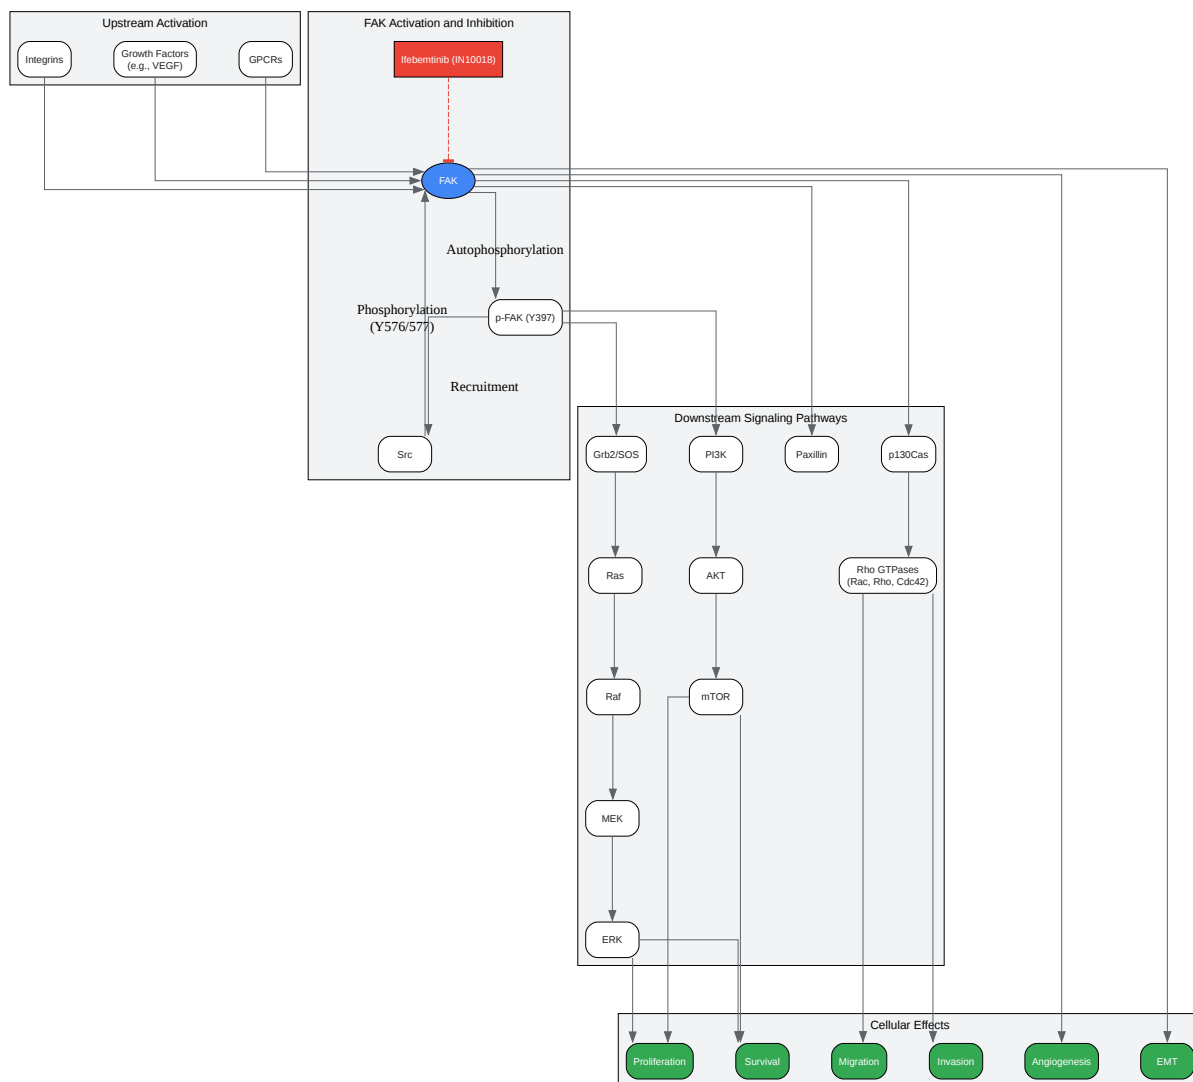 Upstream Activation
FAK Activation and Inhibition
Integrins
Growth Factors
(e.g., VEGF)
GPCRs
Ifebemtinib (IN10018)
FAK
Autophosphorylation
Phosphorylation
(Y576/577)
p-FAK (Y397)
Recruitment
Src
Downstream Signaling Pathways
Grb2/SOS
PI3K
Paxillin
p130Cas
Ras
AKT
Rho GTPases
(Rac, Rho, Cdc42)
Raf
mTOR
MEK
ERK
Cellular Effects
Proliferation
Survival
Migration
Invasion
Angiogenesis
EMT